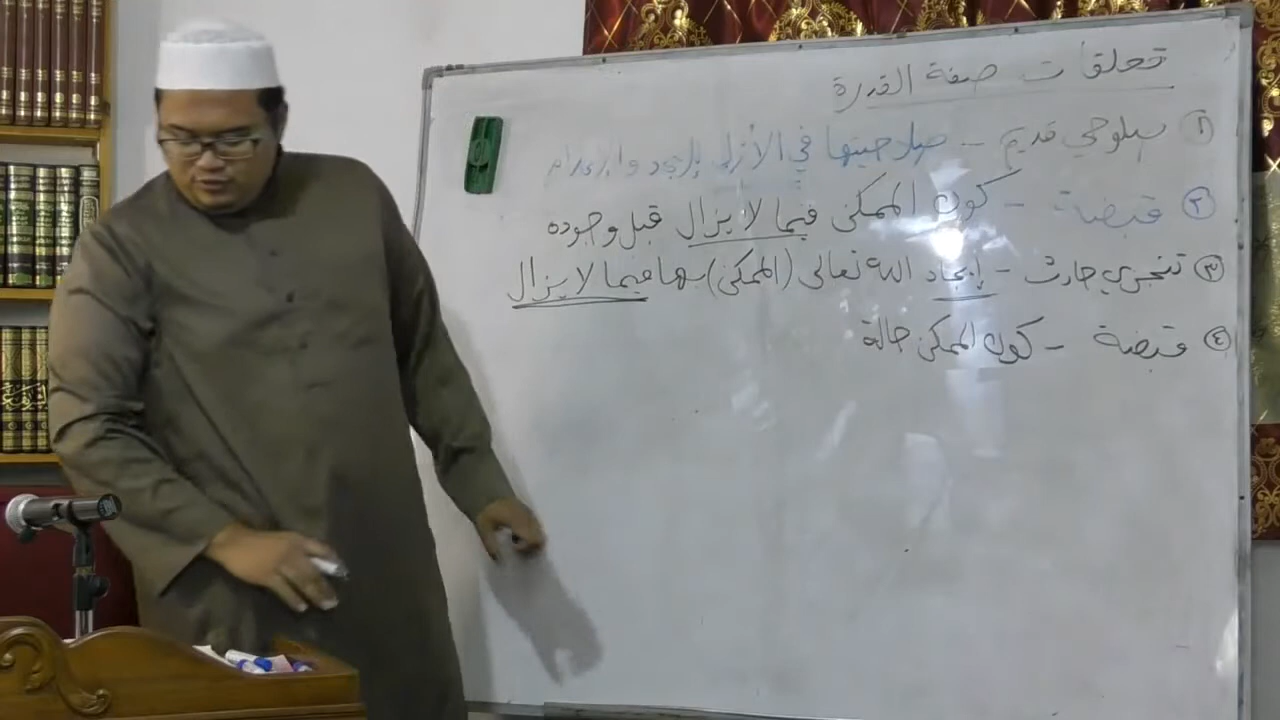 تعلقات صفة القدرة
١ صلوحي قديم - صلاحيتها في الأزل للإيجاد والإعدام
٢ قبضة - كون الممكن فيما لا يزال قبل وجوده
٣ تنجيزي حادث - إيجاد الله تعالى (الممكن) بها فيما لا يزال
٤ قبضة - كون الممكن حالة